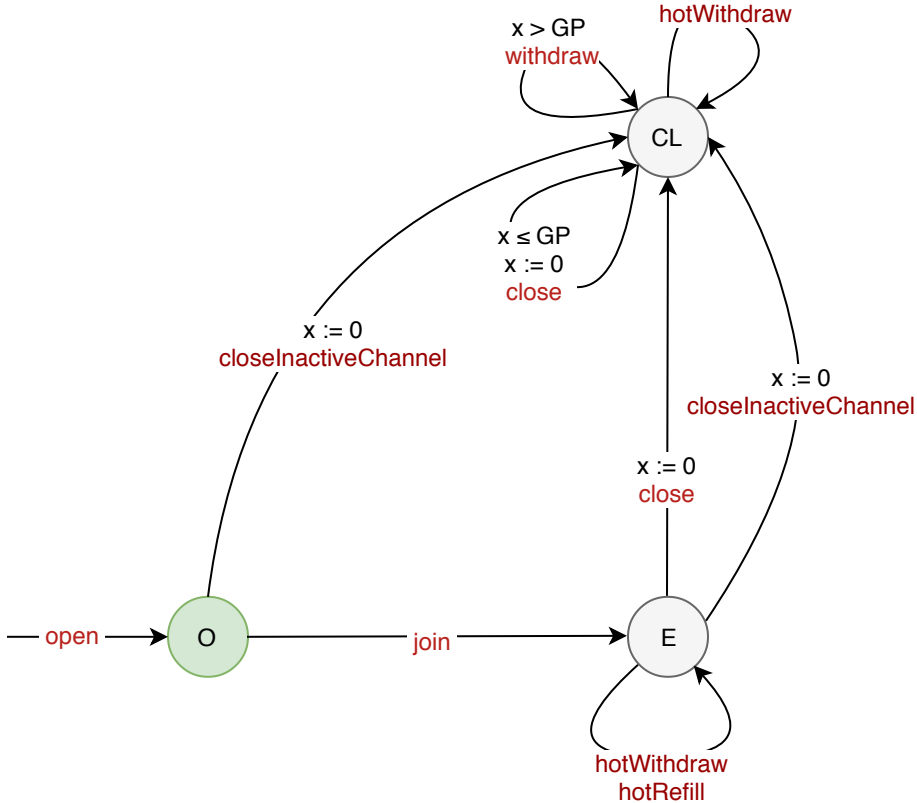 hotWithdraw
x > GP
withdraw
CL
x ≤ GP
x := 0
close
x := 0
closeInactiveChannel
x := 0
closeInactiveChannel
x := 0
close
open
O
join
E
hotWithdraw
hotRefill